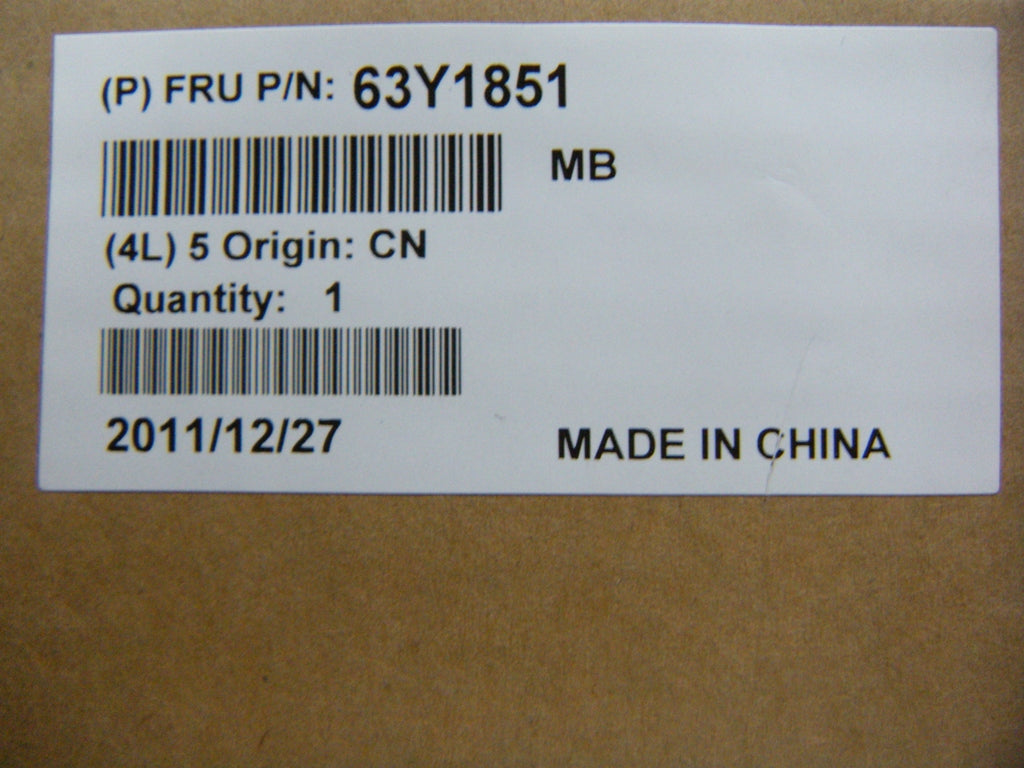 (P) FRU P/N: 63Y1851
MB
(4L) 5 Origin: CN
Quantity: 1
2011/12/27
MADE IN CHINA